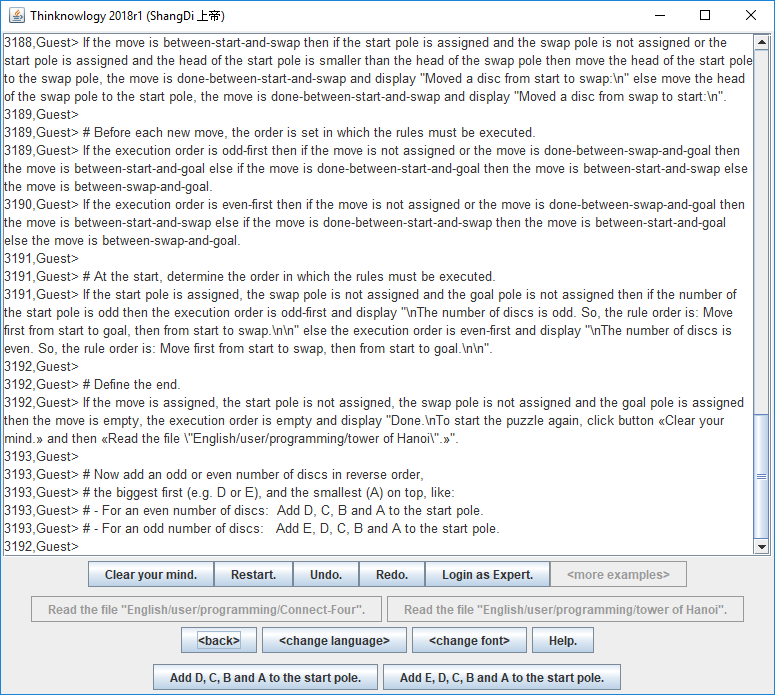 Thinknowlogy 2018r1 (ShangDi 上帝)
3188,Guest> If the move is between-start-and-swap then if the start pole is assigned and the swap pole is not assigned or the
start pole is assigned and the head of the start pole is smaller than the head of the swap pole then move the head of the start pole
to the swap pole, the move is done-between-start-and-swap and display "Moved a disc from start to swap:\n" else move the head
of the swap pole to the start pole, the move is done-between-start-and-swap and display "Moved a disc from swap to start:\n".
3189,Guest>
3189,Guest> # Before each new move, the order is set in which the rules must be executed.
3189,Guest> If the execution order is odd-first then if the move is not assigned or the move is done-between-swap-and-goal then
the move is between-start-and-goal else if the move is done-between-start-and-goal then the move is between-start-and-swap else
the move is between-swap-and-goal.
3190,Guest> If the execution order is even-first then if the move is not assigned or the move is done-between-swap-and-goal then
the move is between-start-and-swap else if the move is done-between-start-and-swap then the move is between-start-and-goal
else the move is between-swap-and-goal.
3191,Guest>
3191,Guest> # At the start, determine the order in which the rules must be executed.
3191,Guest> If the start pole is assigned, the swap pole is not assigned and the goal pole is not assigned then if the number of
the start pole is odd then the execution order is odd-first and display "\nThe number of discs is odd. So, the rule order is: Move
first from start to goal, then from start to swap.\n\n" else the execution order is even-first and display "\nThe number of discs is
even. So, the rule order is: Move first from start to swap, then from start to goal.\n\n".
3192,Guest>
3192,Guest> # Define the end.
3192,Guest> If the move is assigned, the start pole is not assigned, the swap pole is not assigned and the goal pole is assigned
then the move is empty, the execution order is empty and display "Done.\nTo start the puzzle again, click button «Clear your
mind.» and then «Read the file \"English/user/programming/tower of Hanoi\".»".
3193,Guest>
3193,Guest> # Now add an odd or even number of discs in reverse order,
3193,Guest> # the biggest first (e.g. D or E), and the smallest (A) on top, like:
3193,Guest> # - For an even number of discs:  Add D, C, B and A to the start pole.
3193,Guest> # - For an odd number of discs:   Add E, D, C, B and A to the start pole.
3192,Guest>
Clear your mind. Restart. Undo. Redo. Login as Expert. <more examples>
Read the file "English/user/programming/Connect-Four". Read the file "English/user/programming/tower of Hanoi".
<back> <change language> <change font> Help.
Add D, C, B and A to the start pole. Add E, D, C, B and A to the start pole.